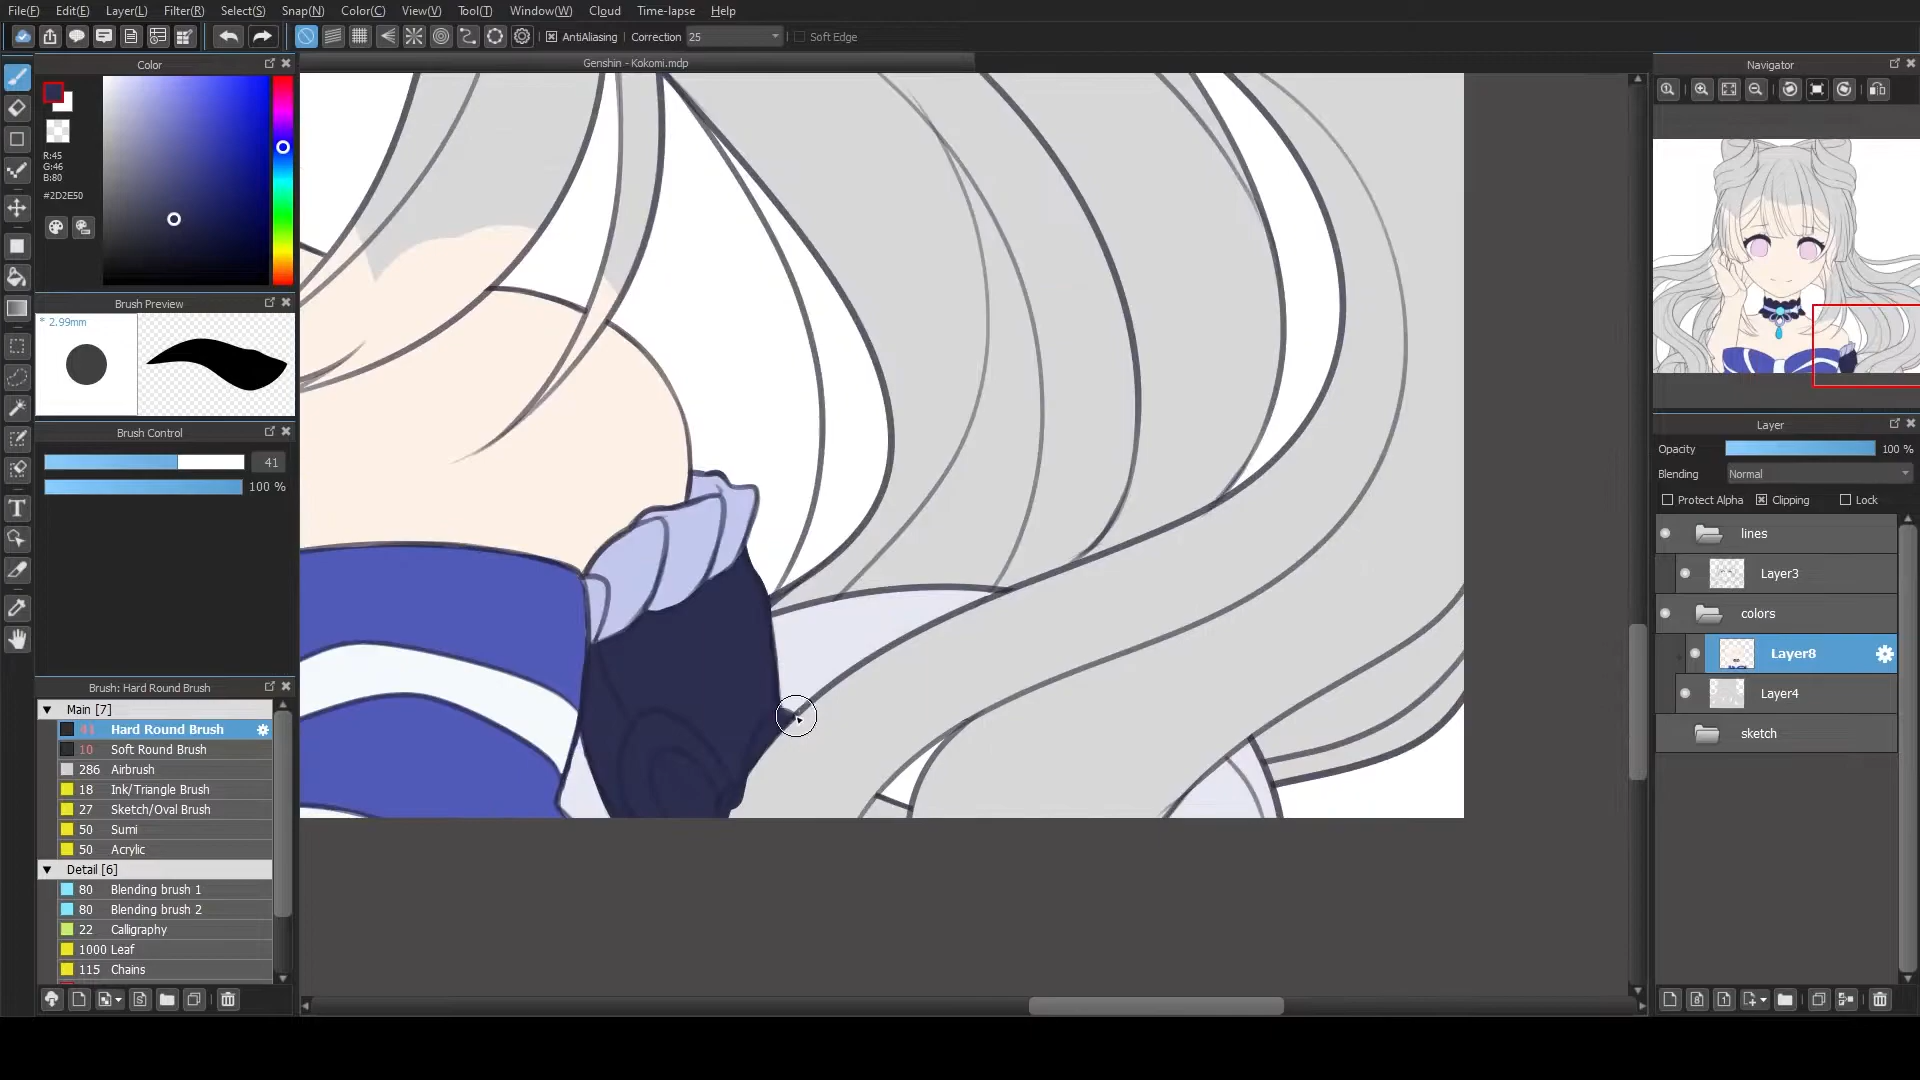 File(F) Edit(E) Layer(L) Filter(R) Select(S) Snap(N) Color(C) View(V) Tool(T) Window(W) Cloud Time-lapse Help
AntiAliasing Correction 25 Soft Edge
Color
Genshin - Kokomi.mdp
Navigator
R:45
G:46
B:80
#2D2E50
Brush Preview
* 2.99mm
Brush Control
41
100 %
Layer
Opacity 100 %
Blending Normal
Protect Alpha Clipping Lock
lines
Layer3
colors
Layer8
Layer4
sketch
Brush: Hard Round Brush
Main [7]
41 Hard Round Brush
10 Soft Round Brush
286 Airbrush
18 Ink/Triangle Brush
27 Sketch/Oval Brush
50 Sumi
50 Acrylic
Detail [6]
80 Blending brush 1
80 Blending brush 2
22 Calligraphy
1000 Leaf
115 Chains